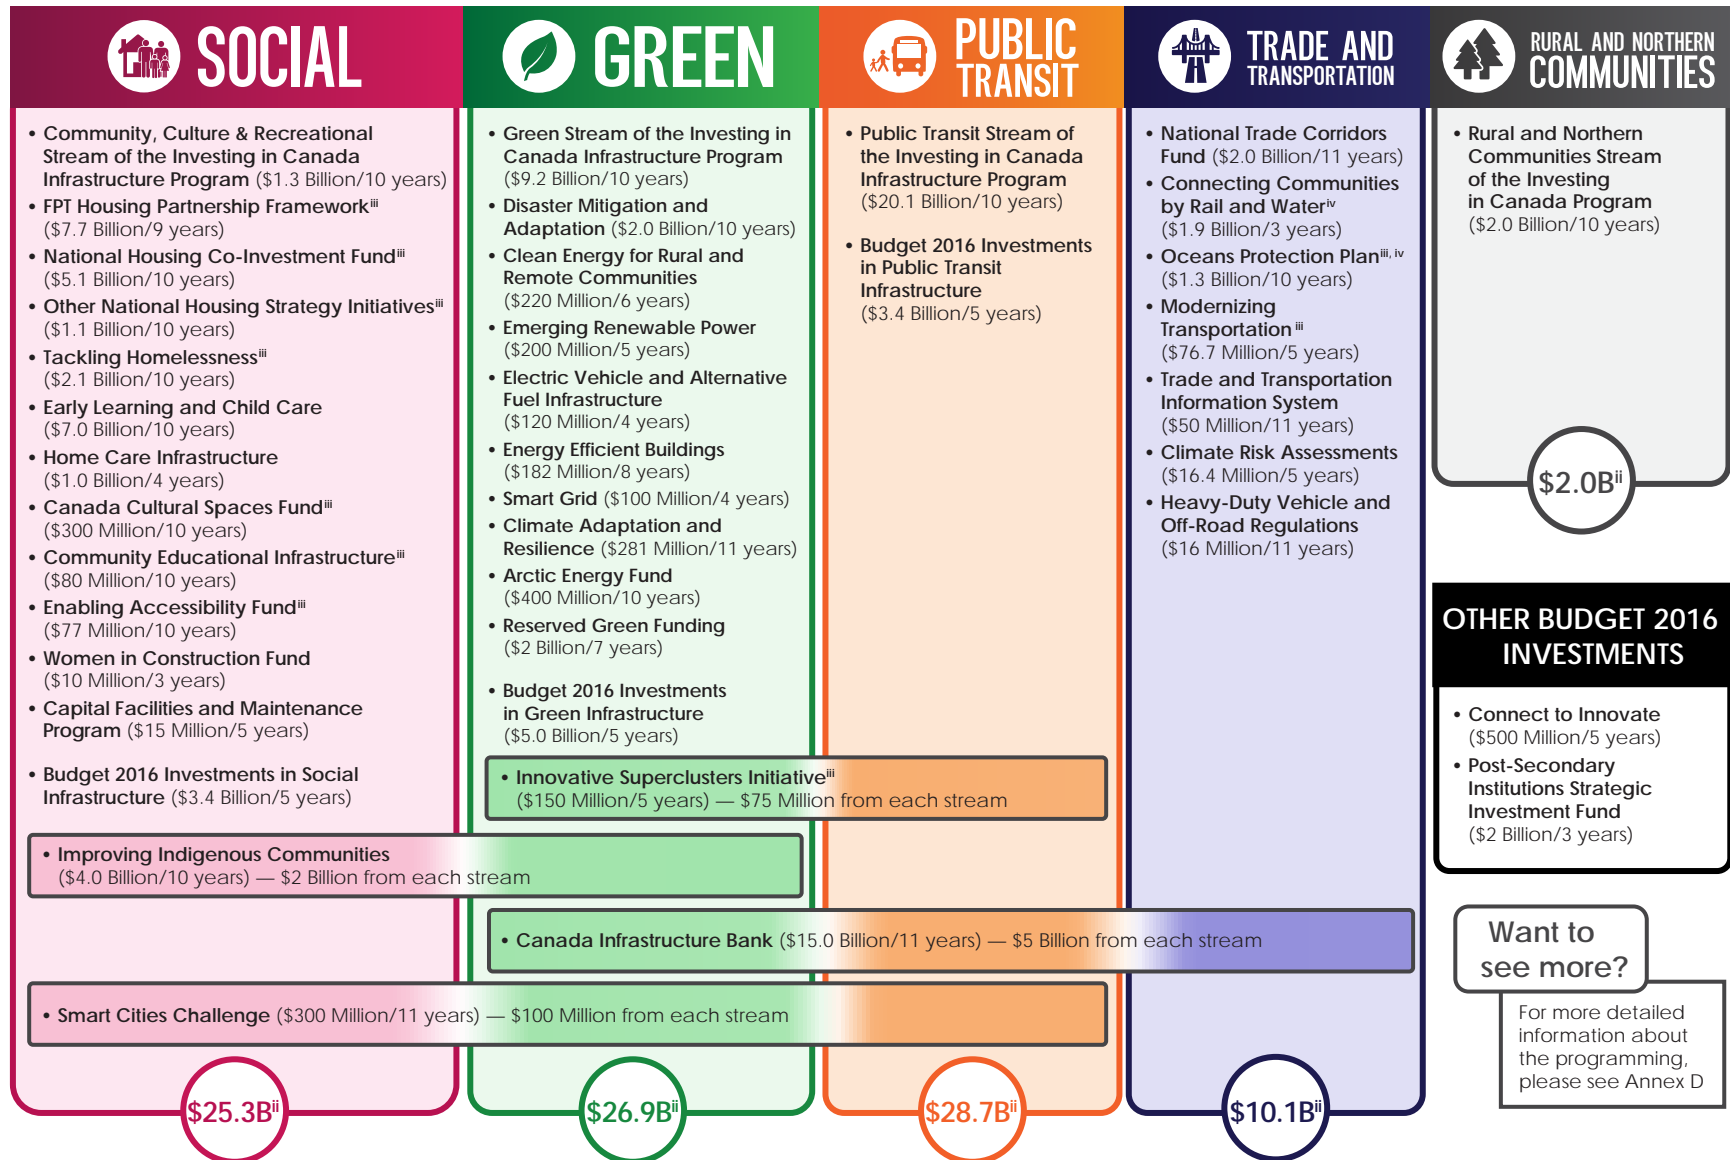 SOCIAL
• Community, Culture & Recreational
Stream of the Investing in Canada
Infrastructure Program ($1.3 Billion/10 years)
• FPT Housing Partnership Frameworkⁱⁱⁱ
($7.7 Billion/9 years)
• National Housing Co-Investment Fundⁱⁱⁱ
($5.1 Billion/10 years)
• Other National Housing Strategy Initiativesⁱⁱⁱ
($1.1 Billion/10 years)
• Tackling Homelessnessⁱⁱⁱ
($2.1 Billion/10 years)
• Early Learning and Child Care
($7.0 Billion/10 years)
• Home Care Infrastructure
($1.0 Billion/4 years)
• Canada Cultural Spaces Fundⁱⁱⁱ
($300 Million/10 years)
• Community Educational Infrastructureⁱⁱⁱ
($80 Million/10 years)
• Enabling Accessibility Fundⁱⁱⁱ
($77 Million/10 years)
• Women in Construction Fund
($10 Million/3 years)
• Capital Facilities and Maintenance
Program ($15 Million/5 years)
• Budget 2016 Investments in Social
Infrastructure ($3.4 Billion/5 years)
GREEN
• Green Stream of the Investing in
Canada Infrastructure Program
($9.2 Billion/10 years)
• Disaster Mitigation and
Adaptation ($2.0 Billion/10 years)
• Clean Energy for Rural and
Remote Communities
($220 Million/6 years)
• Emerging Renewable Power
($200 Million/5 years)
• Electric Vehicle and Alternative
Fuel Infrastructure
($120 Million/4 years)
• Energy Efficient Buildings
($182 Million/8 years)
• Smart Grid ($100 Million/4 years)
• Climate Adaptation and
Resilience ($281 Million/11 years)
• Arctic Energy Fund
($400 Million/10 years)
• Reserved Green Funding
($2 Billion/7 years)
• Budget 2016 Investments
in Green Infrastructure
($5.0 Billion/5 years)
PUBLIC
TRANSIT
• Public Transit Stream of
the Investing in Canada
Infrastructure Program
($20.1 Billion/10 years)
• Budget 2016 Investments
in Public Transit
Infrastructure
($3.4 Billion/5 years)
TRADE AND
TRANSPORTATION
• National Trade Corridors
Fund ($2.0 Billion/11 years)
• Connecting Communities
by Rail and Waterⁱᵛ
($1.9 Billion/3 years)
• Oceans Protection Planⁱⁱⁱ, ⁱᵛ
($1.3 Billion/10 years)
• Modernizing
Transportation ⁱⁱⁱ
($76.7 Million/5 years)
• Trade and Transportation
Information System
($50 Million/11 years)
• Climate Risk Assessments
($16.4 Million/5 years)
• Heavy-Duty Vehicle and
Off-Road Regulations
($16 Million/11 years)
• Innovative Superclusters Initiativeⁱⁱⁱ
($150 Million/5 years) — $75 Million from each stream
• Improving Indigenous Communities
($4.0 Billion/10 years) — $2 Billion from each stream
• Canada Infrastructure Bank ($15.0 Billion/11 years) — $5 Billion from each stream
• Smart Cities Challenge ($300 Million/11 years) — $100 Million from each stream
$25.3Bⁱⁱ
$26.9Bⁱⁱ
$28.7Bⁱⁱ
$10.1Bⁱⁱ
RURAL AND NORTHERN
COMMUNITIES
• Rural and Northern
Communities Stream
of the Investing
in Canada Program
($2.0 Billion/10 years)
$2.0Bⁱⁱ
OTHER BUDGET 2016
INVESTMENTS
• Connect to Innovate
($500 Million/5 years)
• Post-Secondary
Institutions Strategic
Investment Fund
($2 Billion/3 years)
Want to
see more?
For more detailed
information about
the programming,
please see Annex D